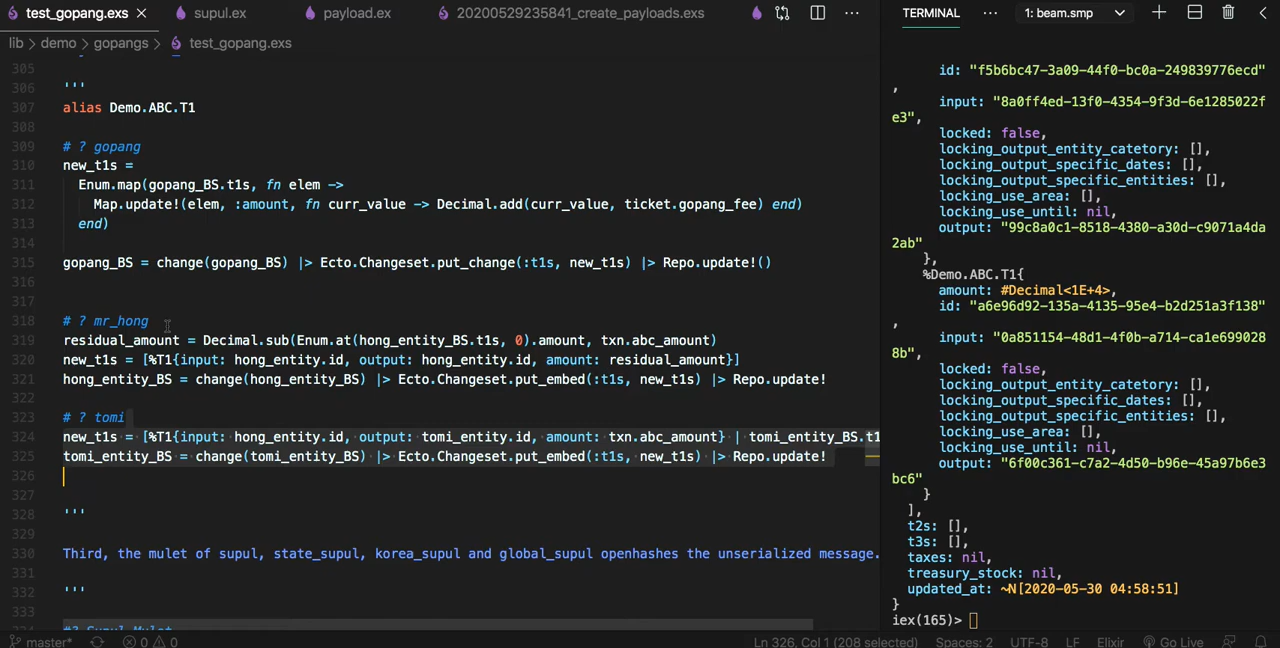 test_gopang.exs
supul.ex
payload.ex
20200529235841_create_payloads.exs
lib > demo > gopangs > test_gopang.exs
305
306 '''
307 alias Demo.ABC.T1
308
309 # ? gopang
310 new_t1s =
311 Enum.map(gopang_BS.t1s, fn elem ->
312 Map.update!(elem, :amount, fn curr_value -> Decimal.add(curr_value, ticket.gopang_fee) end)
313 end)
314
315 gopang_BS = change(gopang_BS) |> Ecto.Changeset.put_change(:t1s, new_t1s) |> Repo.update!()
316
317
318 # ? mr_hong
319 residual_amount = Decimal.sub(Enum.at(hong_entity_BS.t1s, 0).amount, txn.abc_amount)
320 new_t1s = [%T1{input: hong_entity.id, output: hong_entity.id, amount: residual_amount}]
321 hong_entity_BS = change(hong_entity_BS) |> Ecto.Changeset.put_embed(:t1s, new_t1s) |> Repo.update!
322
323 # ? tomi
324 new_t1s = [%T1{input: hong_entity.id, output: tomi_entity.id, amount: txn.abc_amount} | tomi_entity_BS.t1
325 tomi_entity_BS = change(tomi_entity_BS) |> Ecto.Changeset.put_embed(:t1s, new_t1s) |> Repo.update!
326
327
328 '''
329
330 Third, the mulet of supul, state_supul, korea_supul and global_supul openhashes the unserialized message.
331
332 '''
333
#? Supul Mulet
TERMINAL
1: beam.smp
id: "f5b6bc47-3a09-44f0-bc0a-249839776ecd"
,
input: "8a0ff4ed-13f0-4354-9f3d-6e1285022f
e3",
locked: false,
locking_output_entity_catetory: [],
locking_output_specific_dates: [],
locking_output_specific_entities: [],
locking_use_area: [],
locking_use_until: nil,
output: "99c8a0c1-8518-4380-a30d-c9071a4da
2ab"
},
%Demo.ABC.T1{
amount: #Decimal<1E+4>,
id: "a6e96d92-135a-4135-95e4-b2d251a3f138"
,
input: "0a851154-48d1-4f0b-a714-ca1e699028
8b",
locked: false,
locking_output_entity_catetory: [],
locking_output_specific_dates: [],
locking_output_specific_entities: [],
locking_use_area: [],
locking_use_until: nil,
output: "6f00c361-c7a2-4d50-b96e-45a97b6e3
bc6"
}
],
t2s: [],
t3s: [],
taxes: nil,
treasury_stock: nil,
updated_at: ~N[2020-05-30 04:58:51]
}
iex(165)>
master* 0 0 Ln 326, Col 1 (208 selected) Spaces: 2 UTF-8 LF Elixir Go Live